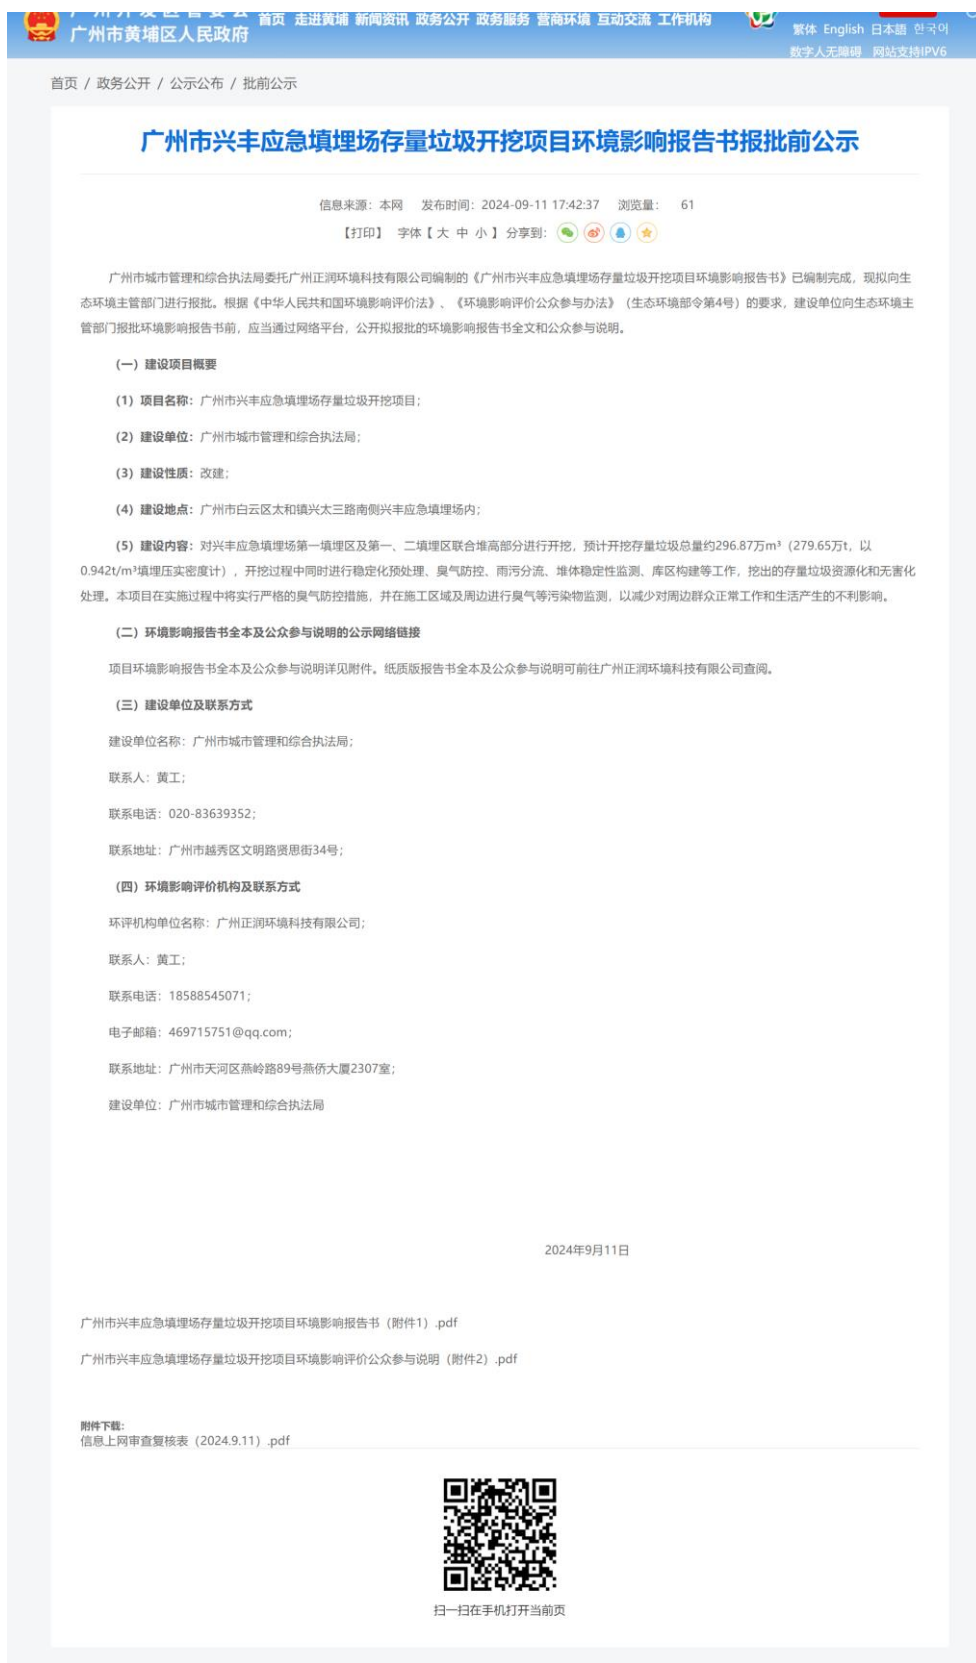 广州开发区管委会
广州市黄埔区人民政府
首页 走进黄埔 新闻资讯 政务公开 政务服务 营商环境 互动交流 工作机构
繁体 English 日本語 한국어
数字人无障碍 网站支持IPV6
首页 / 政务公开 / 公示公布 / 批前公示
广州市兴丰应急填埋场存量垃圾开挖项目环境影响报告书报批前公示
信息来源：本网 发布时间：2024-09-11 17:42:37 浏览量： 61
【打印】 字体【 大 中 小 】 分享到：
广州市城市管理和综合执法局委托广州正润环境科技有限公司编制的《广州市兴丰应急填埋场存量垃圾开挖项目环境影响报告书》已编制完成，现拟向生
态环境主管部门进行报批。根据《中华人民共和国环境影响评价法》、《环境影响评价公众参与办法》（生态环境部令第4号）的要求，建设单位向生态环境主
管部门报批环境影响报告书前，应当通过网络平台，公开拟报批的环境影响报告书全文和公众参与说明。
（一）建设项目概要
（1）项目名称：广州市兴丰应急填埋场存量垃圾开挖项目；
（2）建设单位：广州市城市管理和综合执法局；
（3）建设性质：改建；
（4）建设地点：广州市白云区太和镇兴太三路南侧兴丰应急填埋场内；
（5）建设内容：对兴丰应急填埋场第一填埋区及第一、二填埋区联合堆高部分进行开挖，预计开挖存量垃圾总量约296.87万m³（279.65万t，以
0.942t/m³填埋压实密度计），开挖过程中同时进行稳定化预处理、臭气防控、雨污分流、堆体稳定性监测、库区构建等工作，挖出的存量垃圾资源化和无害化
处理。本项目在实施过程中将实行严格的臭气防控措施，并在施工区域及周边进行臭气等污染物监测，以减少对周边群众正常工作和生活产生的不利影响。
（二）环境影响报告书全本及公众参与说明的公示网络链接
项目环境影响报告书全本及公众参与说明详见附件。纸质版报告书全本及公众参与说明可前往广州正润环境科技有限公司查阅。
（三）建设单位及联系方式
建设单位名称：广州市城市管理和综合执法局；
联系人：黄工；
联系电话：020-83639352；
联系地址：广州市越秀区文明路贤思街34号；
（四）环境影响评价机构及联系方式
环评机构单位名称：广州正润环境科技有限公司；
联系人：黄工；
联系电话：18588545071；
电子邮箱：469715751@qq.com；
联系地址：广州市天河区燕岭路89号燕侨大厦2307室；
建设单位：广州市城市管理和综合执法局
2024年9月11日
广州市兴丰应急填埋场存量垃圾开挖项目环境影响报告书（附件1）.pdf
广州市兴丰应急填埋场存量垃圾开挖项目环境影响评价公众参与说明（附件2）.pdf
附件下载：
信息上网审查复核表（2024.9.11）.pdf
扫一扫在手机打开当前页